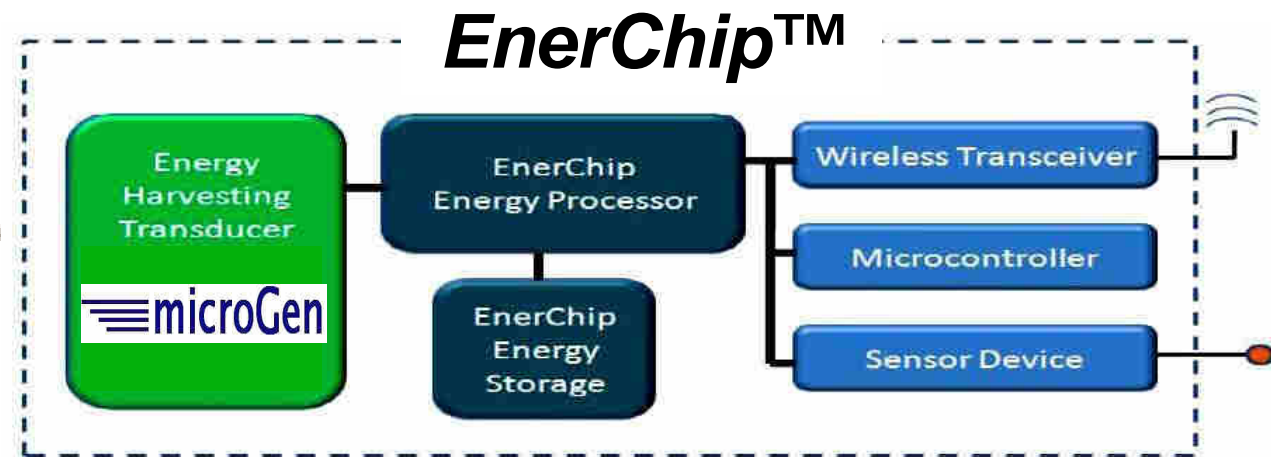 EnerChip™
Energy
Harvesting
Transducer
microGen
EnerChip
Energy Processor
EnerChip
Energy
Storage
Wireless Transceiver
Microcontroller
Sensor Device